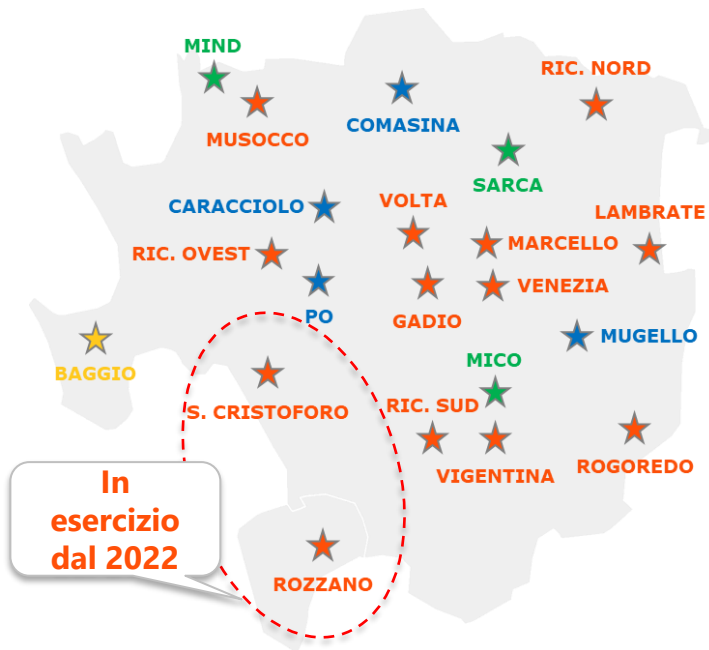 MIND
RIC. NORD
MUSOCCO
COMASINA
SARCA
CARACCIOLO
VOLTA
LAMBRATE
RIC. OVEST
MARCELLO
VENEZIA
PO
GADIO
MUGELLO
BAGGIO
MICO
S. CRISTOFORO
RIC. SUD
VIGENTINA
ROGOREDO
In
esercizio
dal 2022
ROZZANO